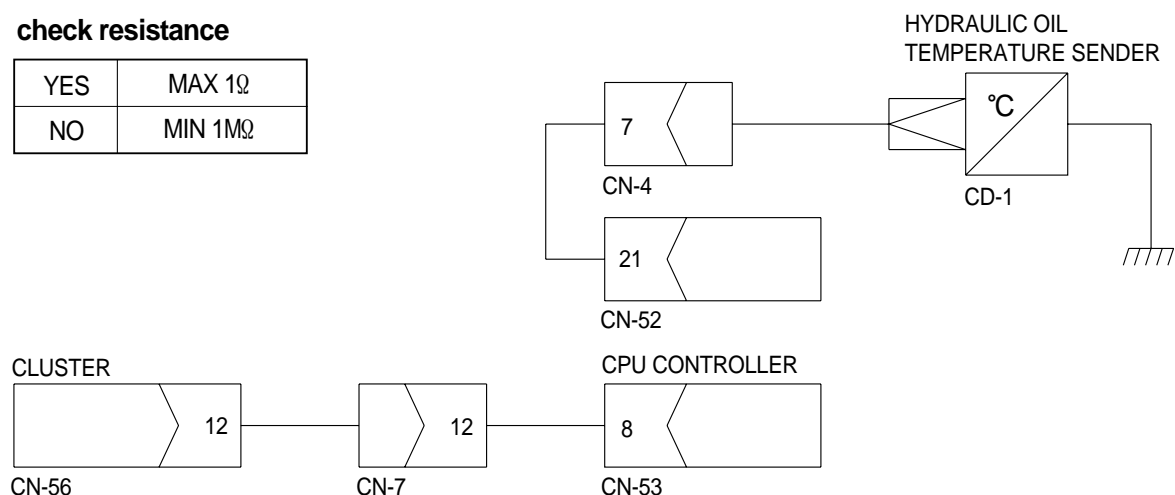 check resistance
YES MAX 1Ω
NO MIN 1MΩ
HYDRAULIC OIL
TEMPERATURE SENDER
℃
7
CN-4
CD-1
21
CN-52
CLUSTER
CPU CONTROLLER
12
12
8
CN-56
CN-7
CN-53